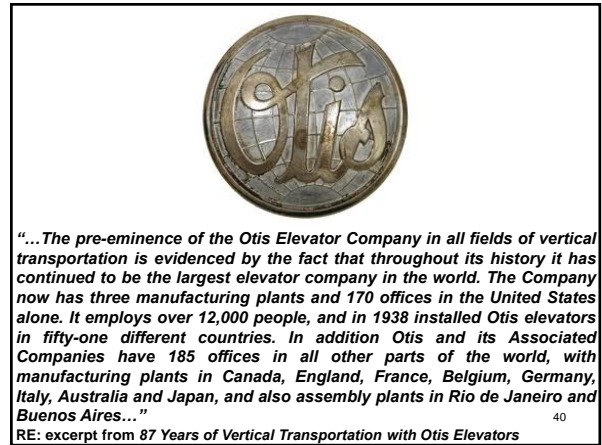 Otis
“…The pre-eminence of the Otis Elevator Company in all fields of vertical
transportation is evidenced by the fact that throughout its history it has
continued to be the largest elevator company in the world. The Company
now has three manufacturing plants and 170 offices in the United States
alone. It employs over 12,000 people, and in 1938 installed Otis elevators
in fifty-one different countries. In addition Otis and its Associated
Companies have 185 offices in all other parts of the world, with
manufacturing plants in Canada, England, France, Belgium, Germany,
Italy, Australia and Japan, and also assembly plants in Rio de Janeiro and
Buenos Aires…”
40
RE: excerpt from 87 Years of Vertical Transportation with Otis Elevators